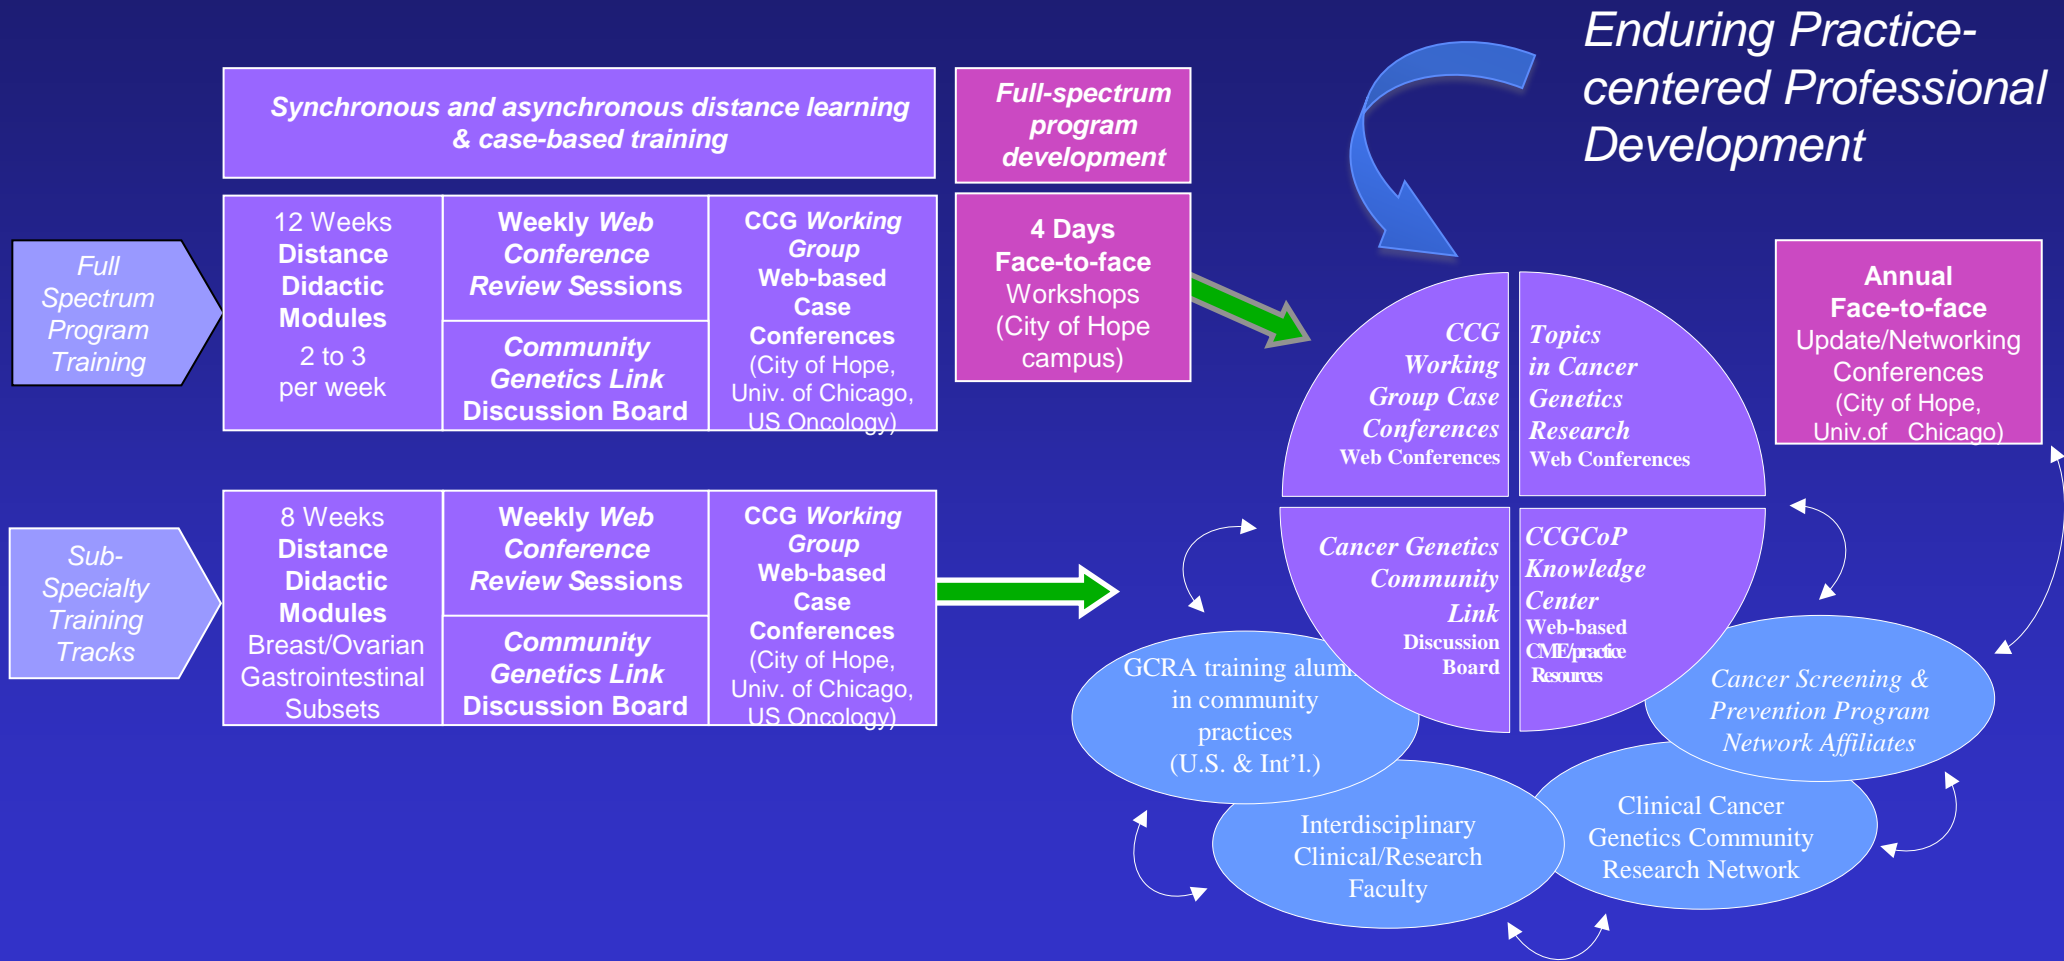 Enduring Practice-
centered Professional
Development
Synchronous and asynchronous distance learning
& case-based training
Full-spectrum
program
development
Full
Spectrum
Program
Training
12 Weeks
Distance
Didactic
Modules
2 to 3
per week
Weekly Web
Conference
Review Sessions
Community
Genetics Link
Discussion Board
CCG Working
Group
Web-based
Case
Conferences
(City of Hope,
Univ. of Chicago,
US Oncology)
4 Days
Face-to-face
Workshops
(City of Hope
campus)
Sub-
Specialty
Training
Tracks
8 Weeks
Distance
Didactic
Modules
Breast/Ovarian
Gastrointestinal
Subsets
Weekly Web
Conference
Review Sessions
Community
Genetics Link
Discussion Board
CCG Working
Group
Web-based
Case
Conferences
(City of Hope,
Univ. of Chicago,
US Oncology)
CCG
Working
Group Case
Conferences
Web Conferences
Topics
in Cancer
Genetics
Research
Web Conferences
Cancer Genetics
Community
Link
Discussion
Board
CCGCoP
Knowledge
Center
Web-based
CME/practice
Resources
Annual
Face-to-face
Update/Networking
Conferences
(City of Hope,
Univ.of Chicago)
GCRA training alumni
in community
practices
(U.S. & Int’l.)
Interdisciplinary
Clinical/Research
Faculty
Clinical Cancer
Genetics Community
Research Network
Cancer Screening &
Prevention Program
Network Affiliates